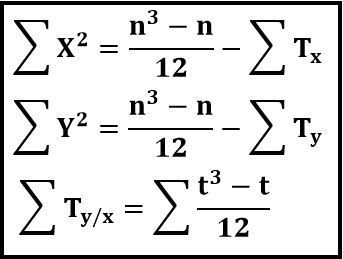 ∑ X² = (n³ − n)/12 − ∑ Tₓ
∑ Y² = (n³ − n)/12 − ∑ T_y
∑ T_y/x = ∑ (t³ − t)/12